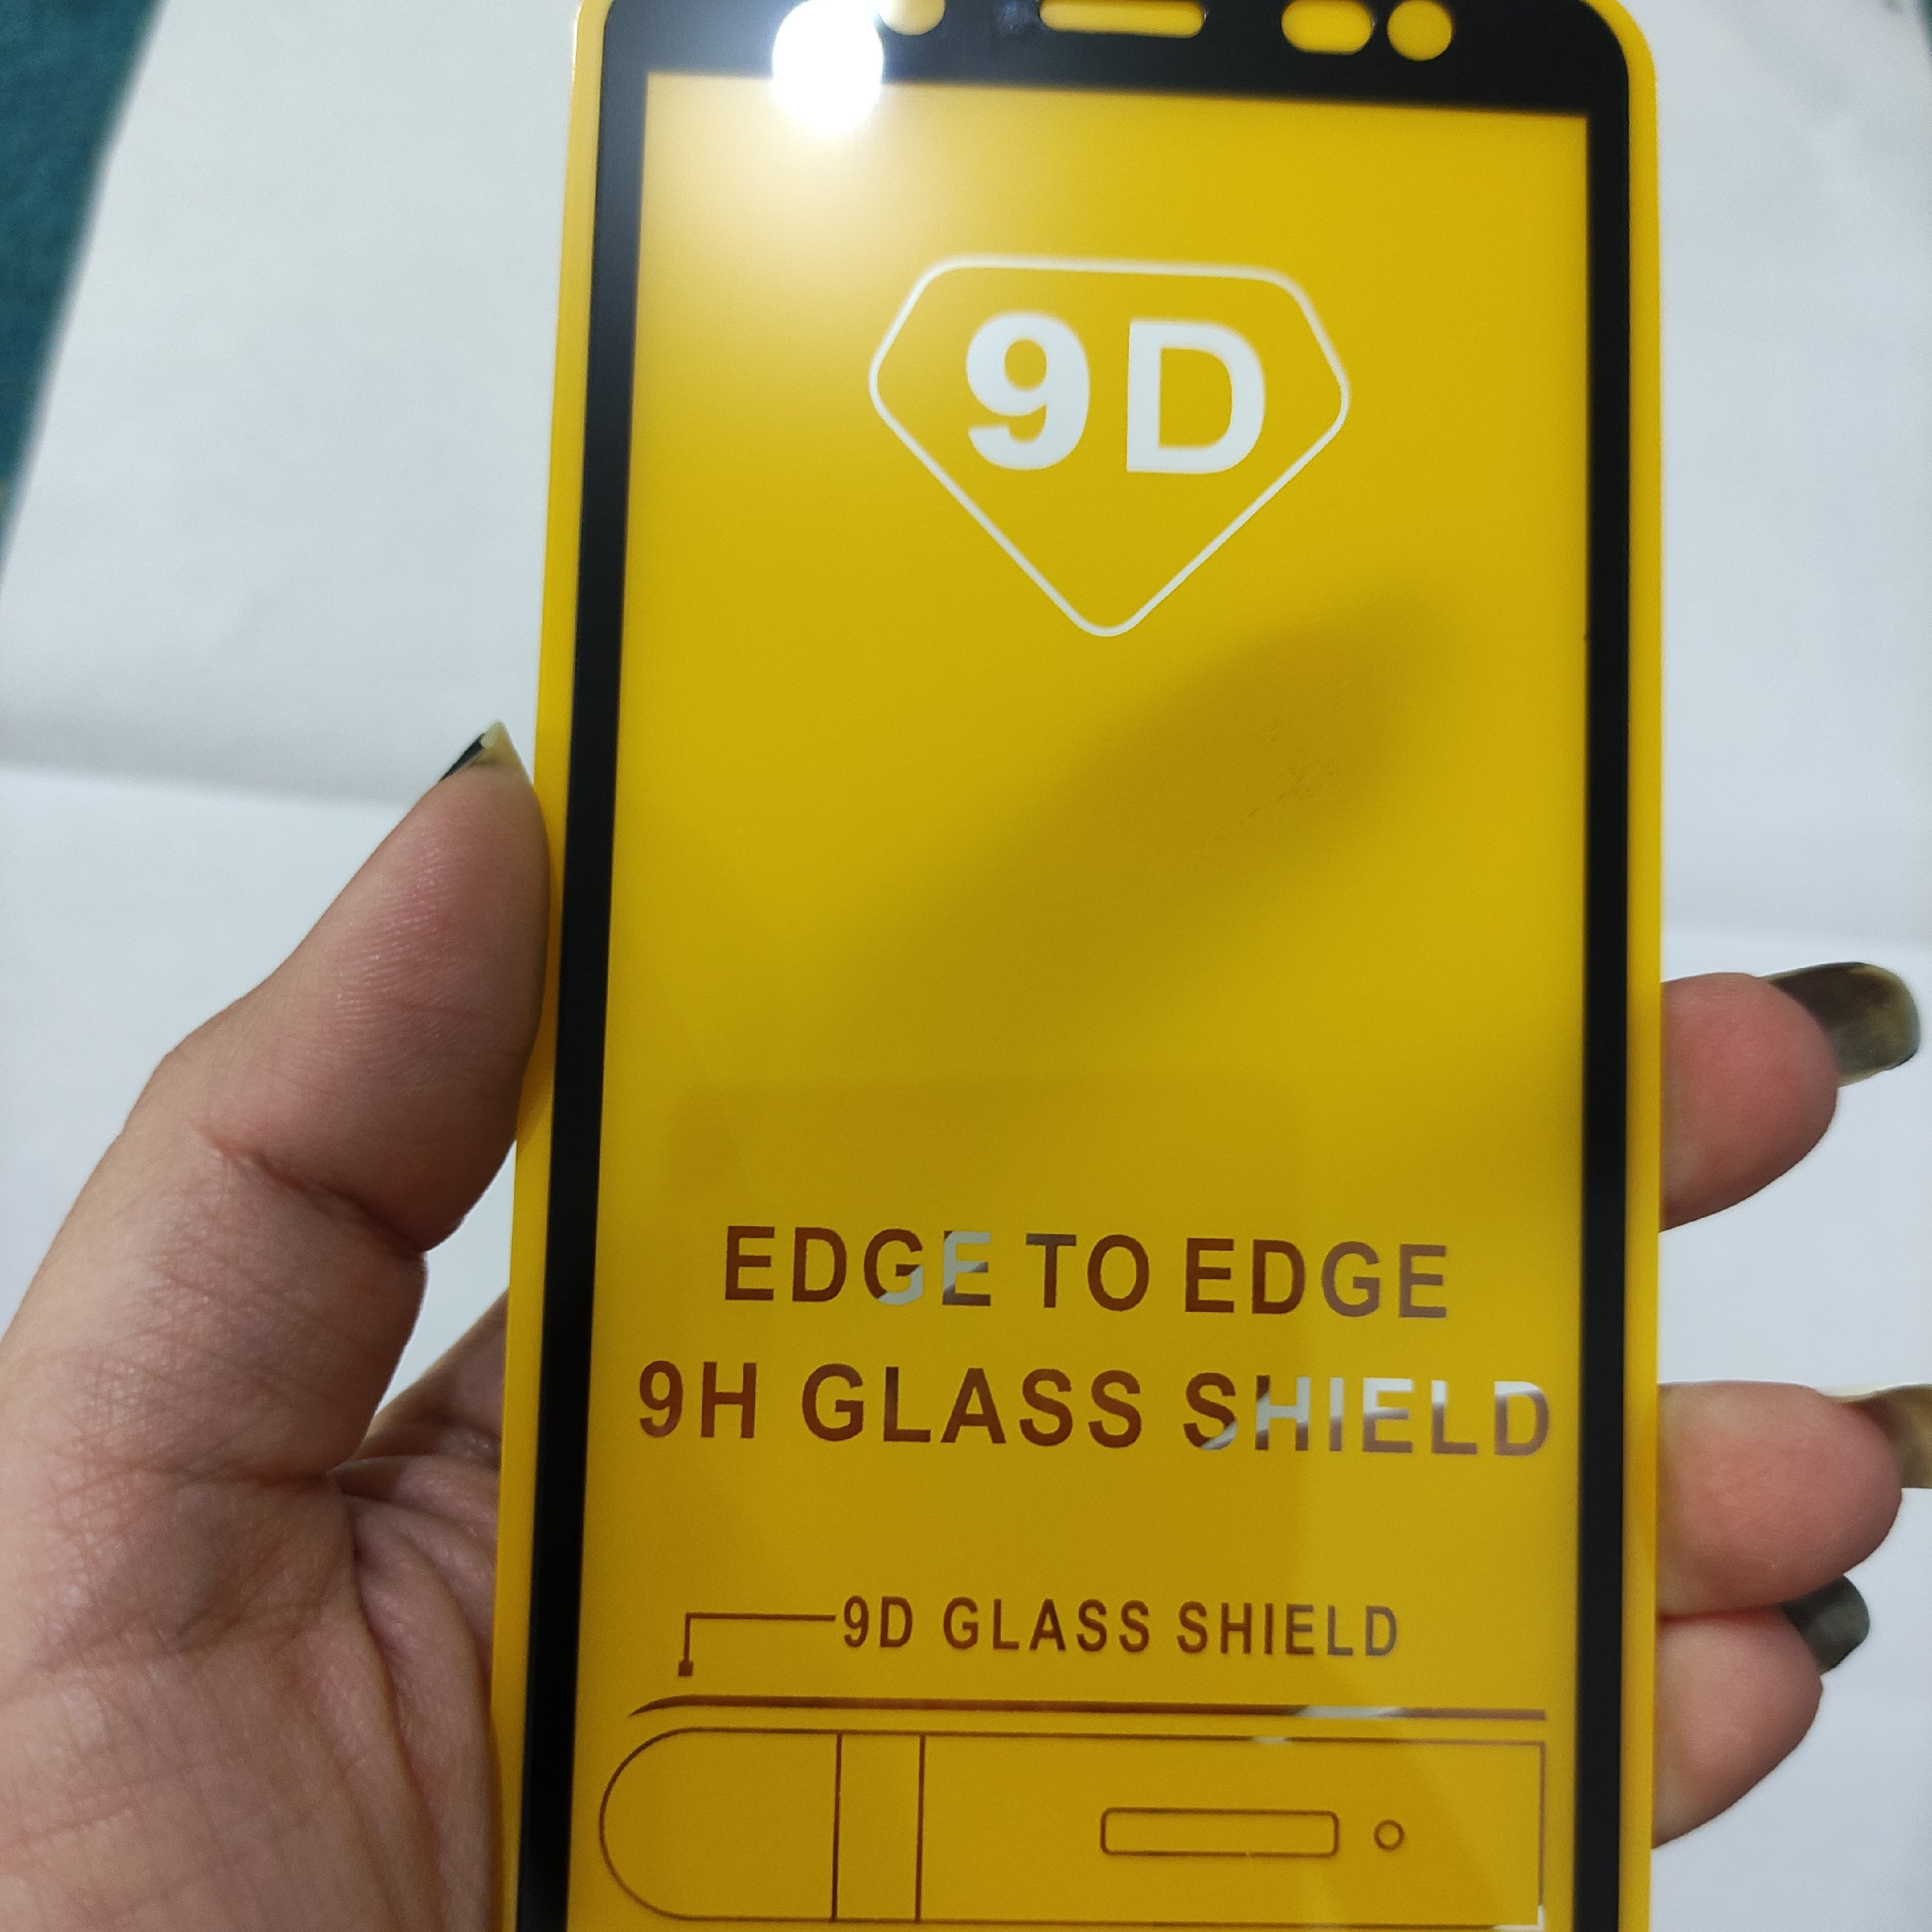 9D
EDGE TO EDGE
9H GLASS SHIELD
9D GLASS SHIELD